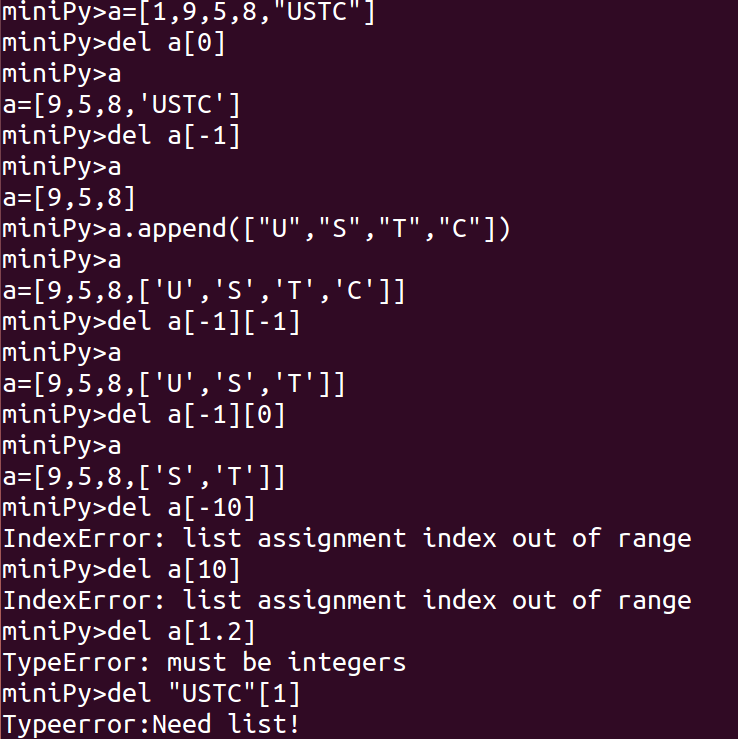 miniPy>a=[1,9,5,8,"USTC"]
miniPy>del a[0]
miniPy>a
a=[9,5,8,'USTC']
miniPy>del a[-1]
miniPy>a
a=[9,5,8]
miniPy>a.append(["U","S","T","C"])
miniPy>a
a=[9,5,8,['U','S','T','C']]
miniPy>del a[-1][-1]
miniPy>a
a=[9,5,8,['U','S','T']]
miniPy>del a[-1][0]
miniPy>a
a=[9,5,8,['S','T']]
miniPy>del a[-10]
IndexError: list assignment index out of range
miniPy>del a[10]
IndexError: list assignment index out of range
miniPy>del a[1.2]
TypeError: must be integers
miniPy>del "USTC"[1]
Typeerror:Need list!